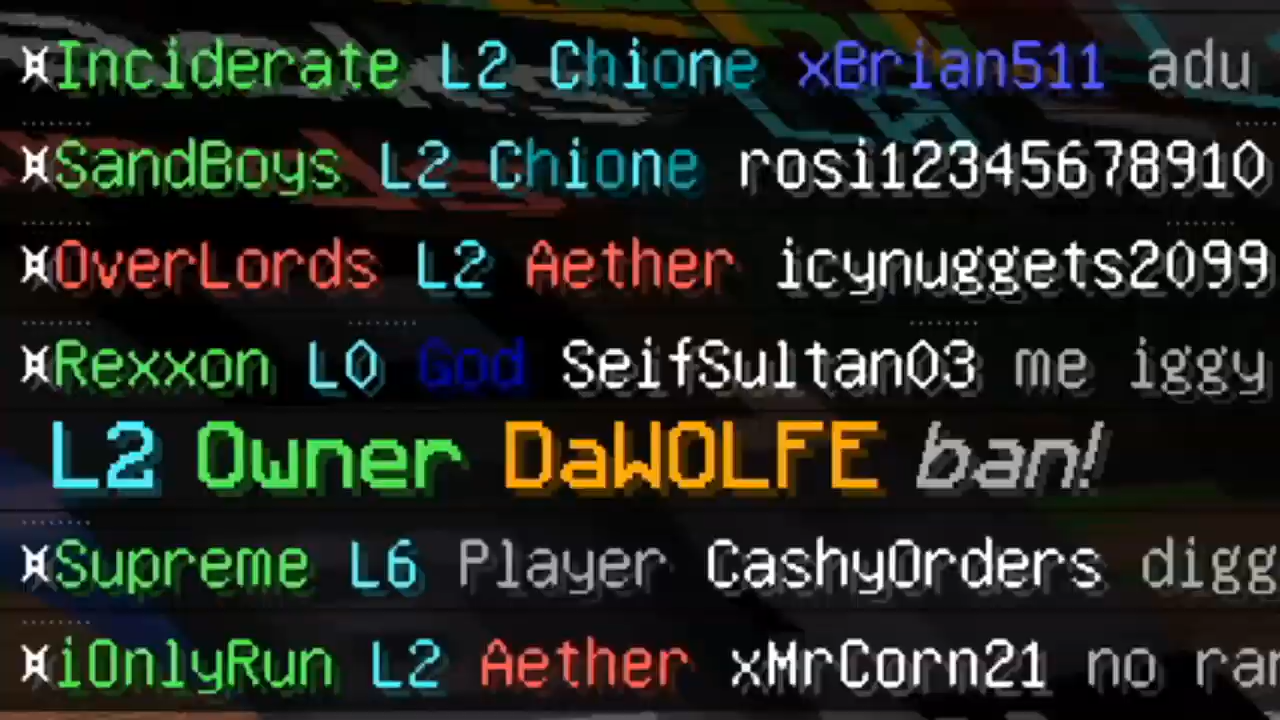 ¤Inciderate L2 Chione xBrian511 adu
¤SandBoys L2 Chione rosi12345678910
¤OverLords L2 Aether icynuggets2099
¤Rexxon L0 God SeifSultan03 me iggy
L2 Owner DaWOLFE ban!
¤Supreme L6 Player CashyOrders digg
¤iOnlyRun L2 Aether xMrCorn21 no ran